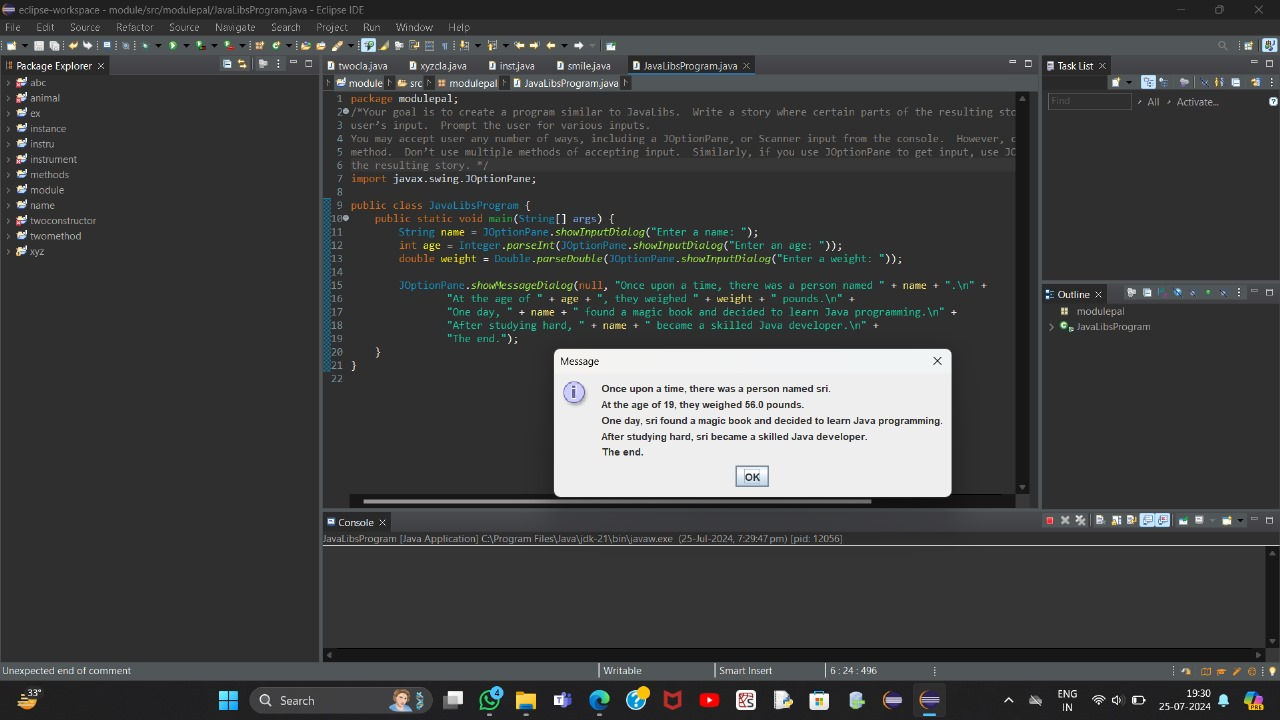 eclipse-workspace - module/src/modulepal/JavaLibsProgram.java - Eclipse IDE
File Edit Source Refactor Source Navigate Search Project Run Window Help
Package Explorer
abc
animal
ex
instance
instru
instrument
methods
module
name
twoconstructor
twomethod
xyz
twocla.java xyzcla.java inst.java smile.java JavaLibsProgram.java
module src modulepal JavaLibsProgram.java
1 package modulepal;
2 /*Your goal is to create a program similar to JavaLibs. Write a story where certain parts of the resulting sto
3 user's input. Prompt the user for various inputs.
4 You may accept user any number of ways, including a JOptionPane, or Scanner input from the console. However, c
5 method. Don't use multiple methods of accepting input. Similarly, if you use JOptionPane to get input, use JO
6 the resulting story. */
7 import javax.swing.JOptionPane;
8
9 public class JavaLibsProgram {
10 public static void main(String[] args) {
11 String name = JOptionPane.showInputDialog("Enter a name: ");
12 int age = Integer.parseInt(JOptionPane.showInputDialog("Enter an age: "));
13 double weight = Double.parseDouble(JOptionPane.showInputDialog("Enter a weight: "));
14
15 JOptionPane.showMessageDialog(null, "Once upon a time, there was a person named " + name + ".\n" +
16 "At the age of " + age + ", they weighed " + weight + " pounds.\n" +
17 "One day, " + name + " found a magic book and decided to learn Java programming.\n" +
18 "After studying hard, " + name + " became a skilled Java developer.\n" +
19 "The end.");
20 }
21 }
22
Message
Once upon a time, there was a person named sri.
At the age of 19, they weighed 56.0 pounds.
One day, sri found a magic book and decided to learn Java programming.
After studying hard, sri became a skilled Java developer.
The end.
OK
Task List
Find All Activate...
Outline
modulepal
JavaLibsProgram
Console
JavaLibsProgram [Java Application] C:\Program Files\Java\jdk-21\bin\javaw.exe (25-Jul-2024, 7:29:47 pm) [pid: 12056]
Unexpected end of comment Writable Smart Insert 6 : 24 : 496
33° Search 4 ENG IN 19:30 25-07-2024 PRE